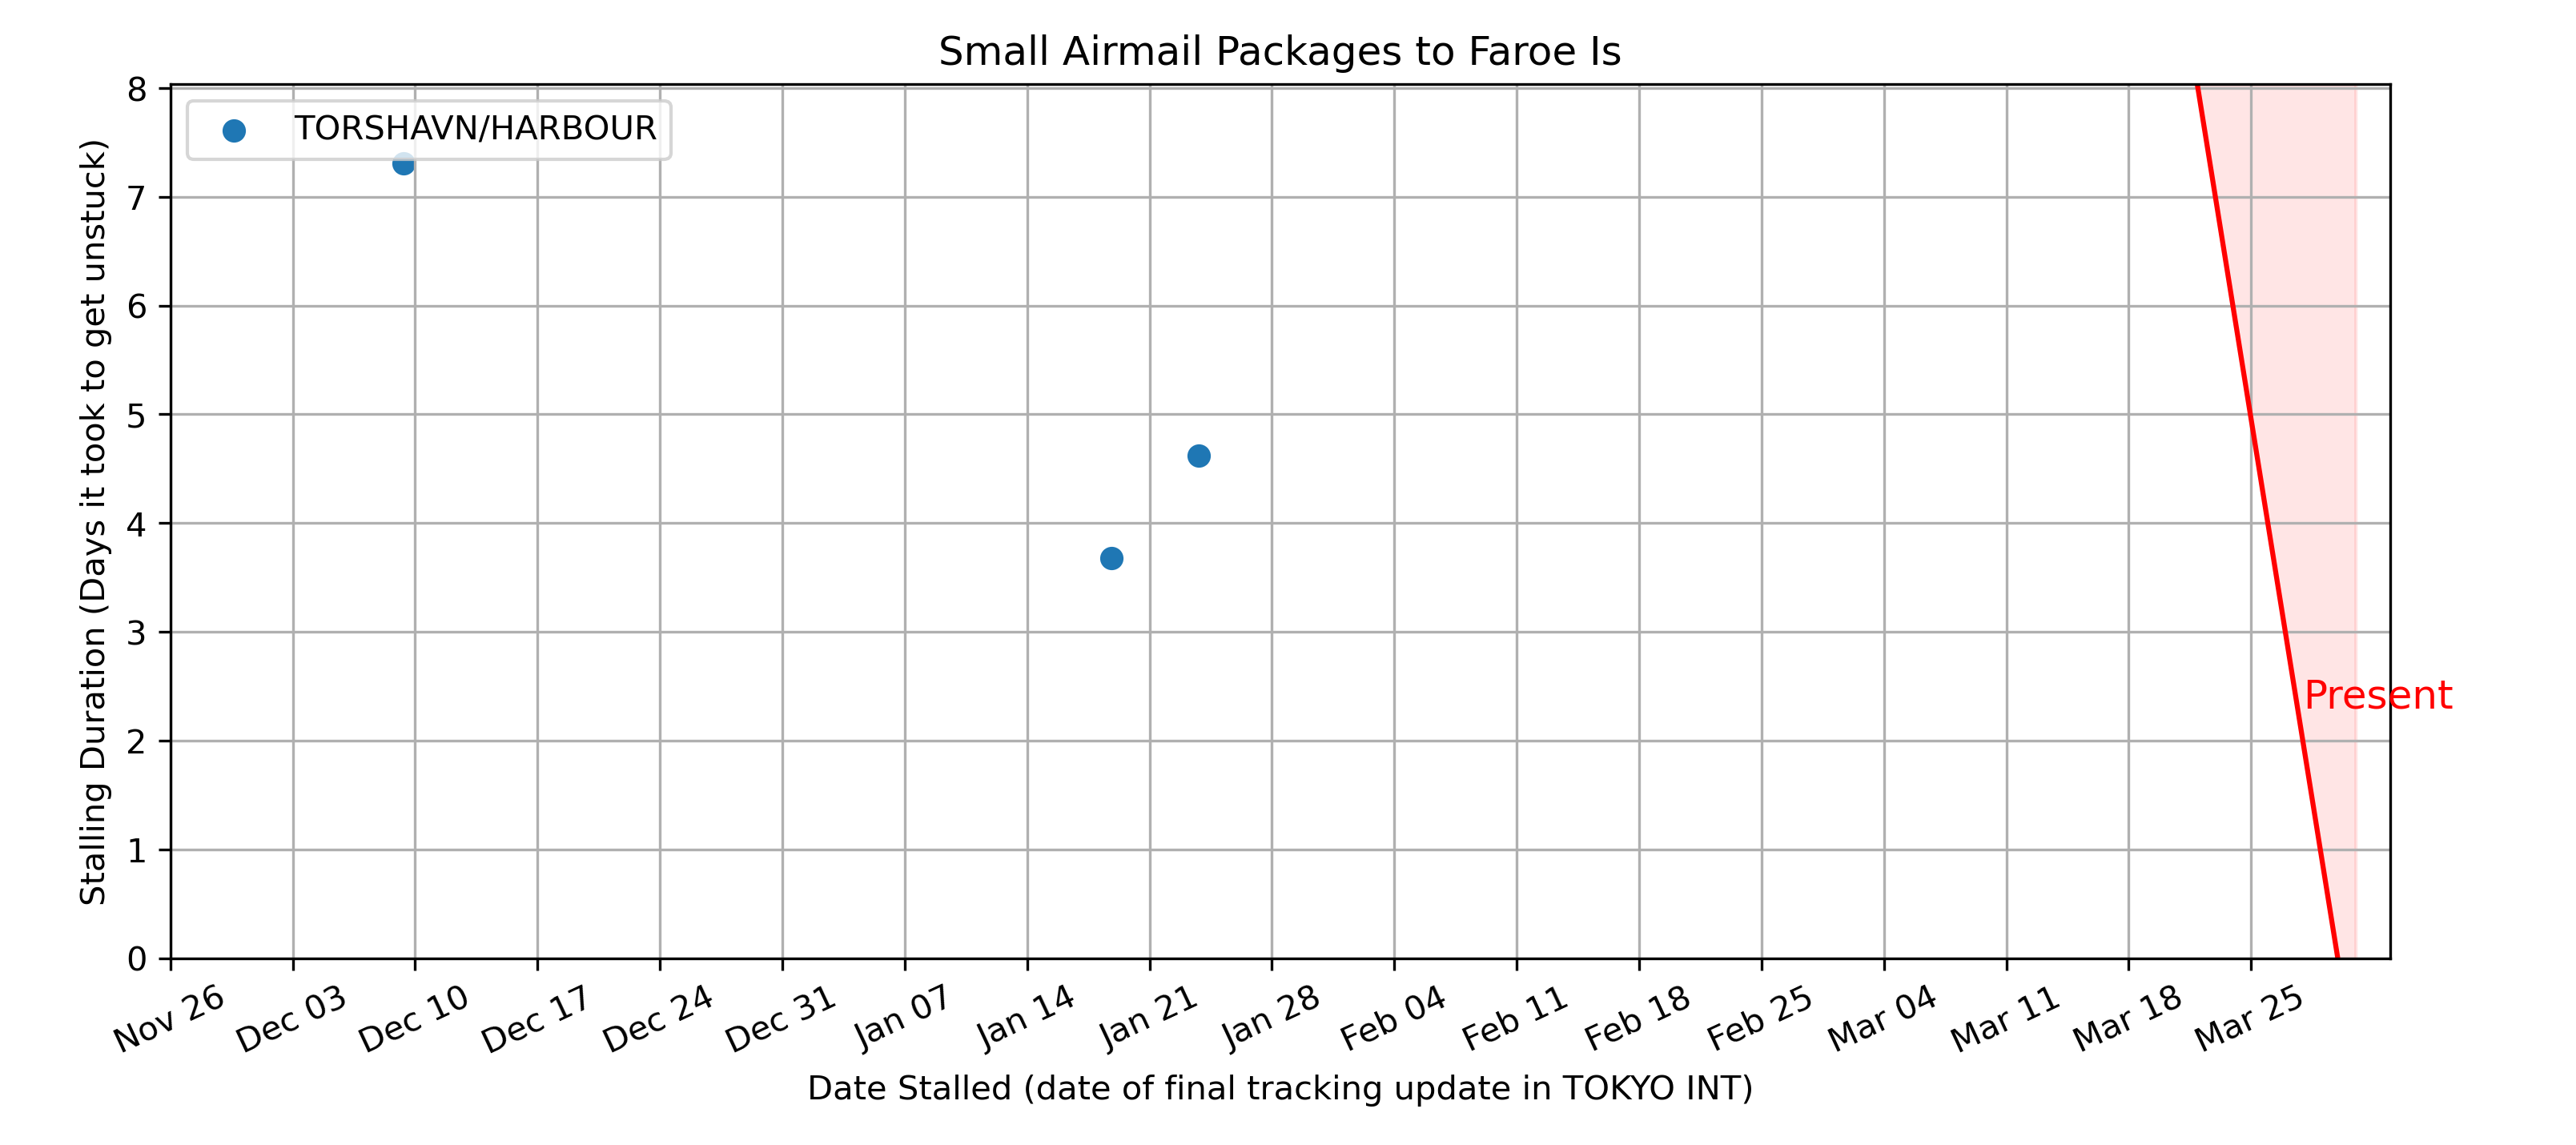 Small Airmail Packages to Faroe Is
TORSHAVN/HARBOUR
Stalling Duration (Days it took to get unstuck)
8
7
6
5
4
3
2
1
0
Present
Nov 26
Dec 03
Dec 10
Dec 17
Dec 24
Dec 31
Jan 07
Jan 14
Jan 21
Jan 28
Feb 04
Feb 11
Feb 18
Feb 25
Mar 04
Mar 11
Mar 18
Mar 25
Date Stalled (date of final tracking update in TOKYO INT)